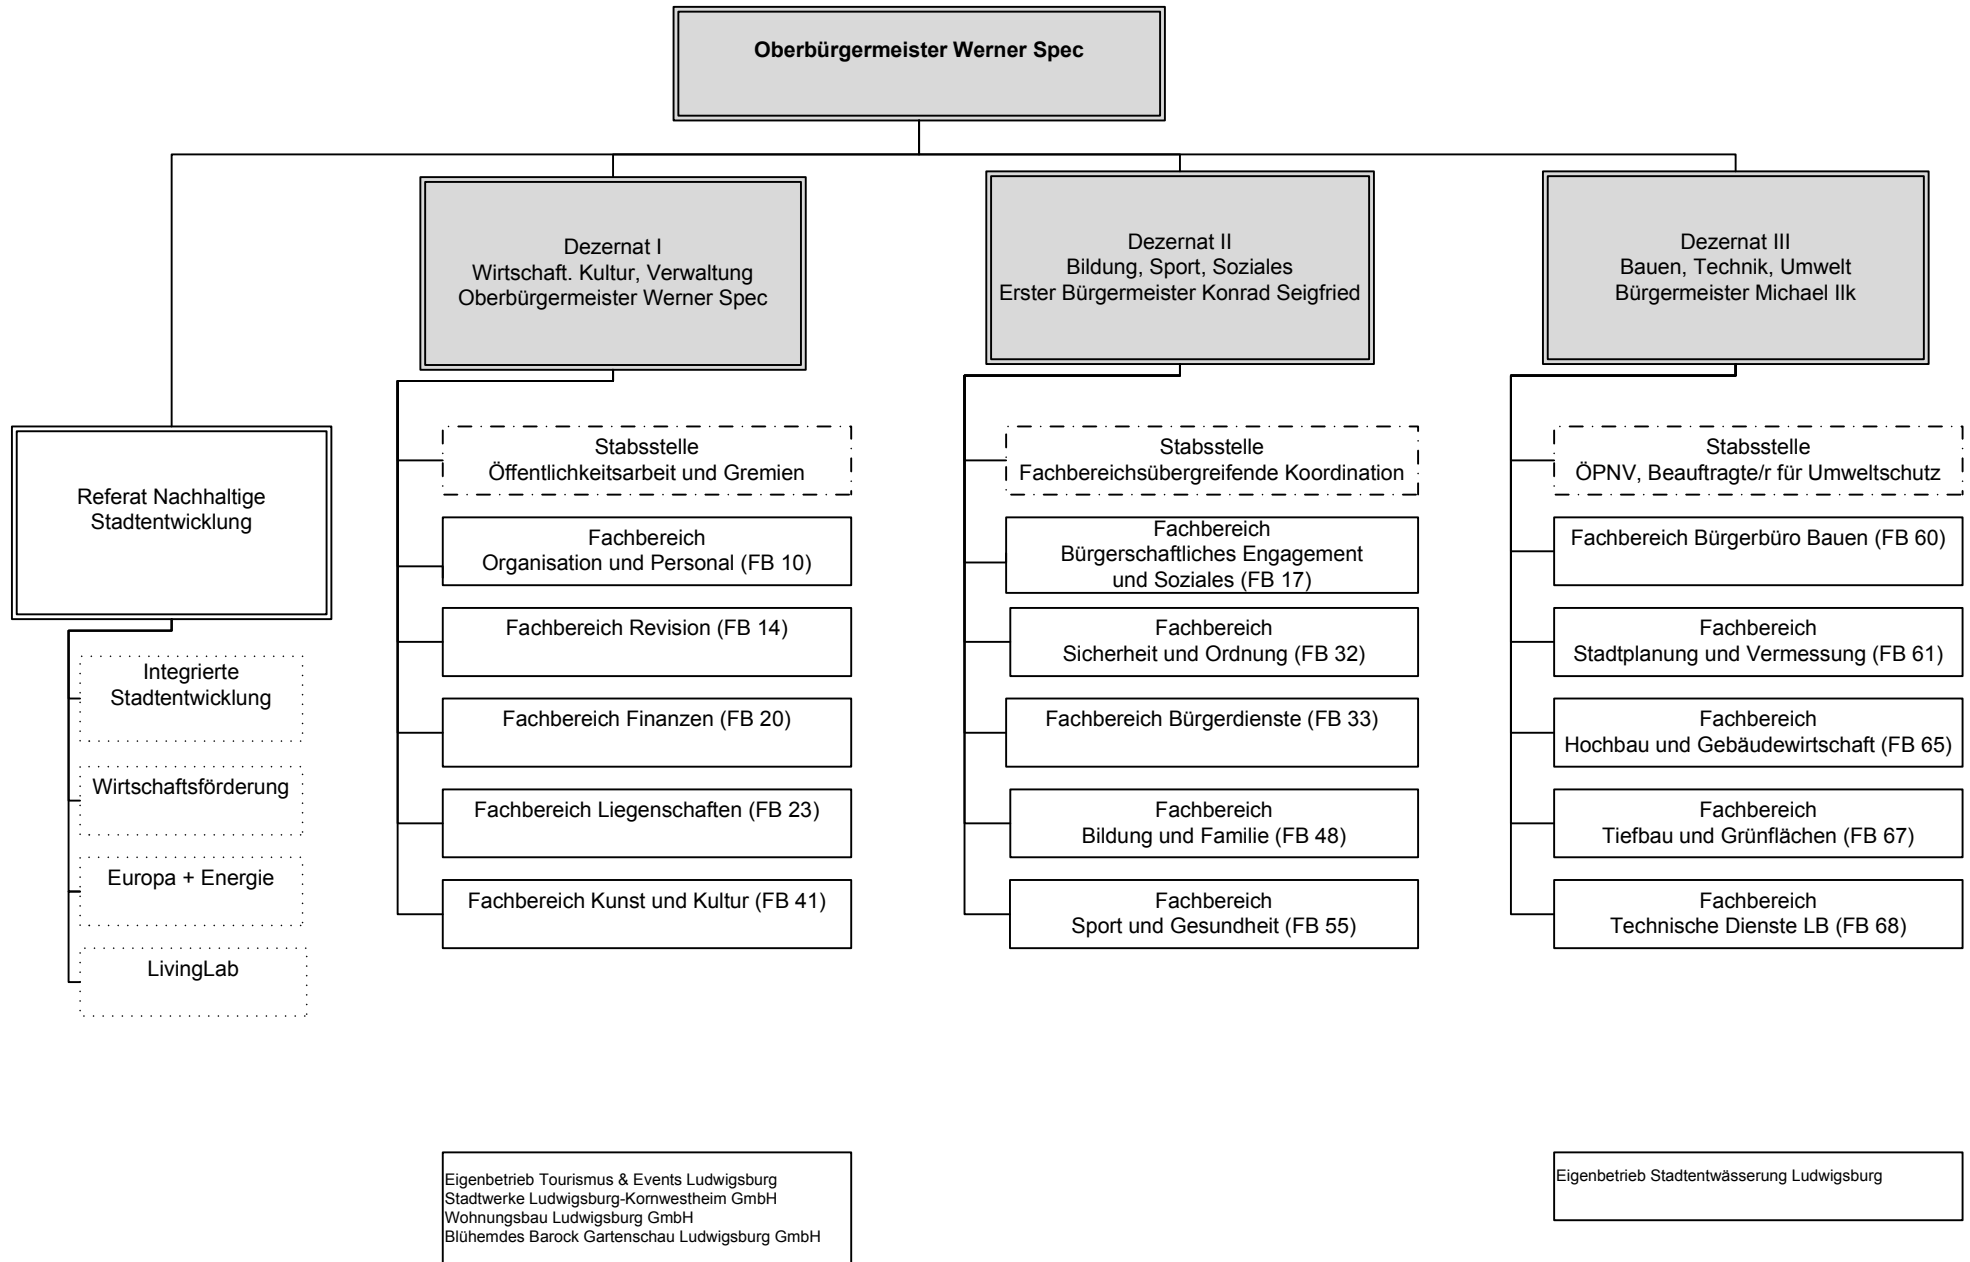 Oberbürgermeister Werner Spec
Dezernat I
Wirtschaft. Kultur, Verwaltung
Oberbürgermeister Werner Spec
Dezernat II
Bildung, Sport, Soziales
Erster Bürgermeister Konrad Seigfried
Dezernat III
Bauen, Technik, Umwelt
Bürgermeister Michael Ilk
Referat Nachhaltige
Stadtentwicklung
Integrierte
Stadtentwicklung
Wirtschaftsförderung
Europa + Energie
LivingLab
Stabsstelle
Öffentlichkeitsarbeit und Gremien
Fachbereich
Organisation und Personal (FB 10)
Fachbereich Revision (FB 14)
Fachbereich Finanzen (FB 20)
Fachbereich Liegenschaften (FB 23)
Fachbereich Kunst und Kultur (FB 41)
Stabsstelle
Fachbereichsübergreifende Koordination
Fachbereich
Bürgerschaftliches Engagement
und Soziales (FB 17)
Fachbereich
Sicherheit und Ordnung (FB 32)
Fachbereich Bürgerdienste (FB 33)
Fachbereich
Bildung und Familie (FB 48)
Fachbereich
Sport und Gesundheit (FB 55)
Stabsstelle
ÖPNV, Beauftragte/r für Umweltschutz
Fachbereich Bürgerbüro Bauen (FB 60)
Fachbereich
Stadtplanung und Vermessung (FB 61)
Fachbereich
Hochbau und Gebäudewirtschaft (FB 65)
Fachbereich
Tiefbau und Grünflächen (FB 67)
Fachbereich
Technische Dienste LB (FB 68)
Eigenbetrieb Tourismus & Events Ludwigsburg
Stadtwerke Ludwigsburg-Kornwestheim GmbH
Wohnungsbau Ludwigsburg GmbH
Blühemdes Barock Gartenschau Ludwigsburg GmbH
Eigenbetrieb Stadtentwässerung Ludwigsburg